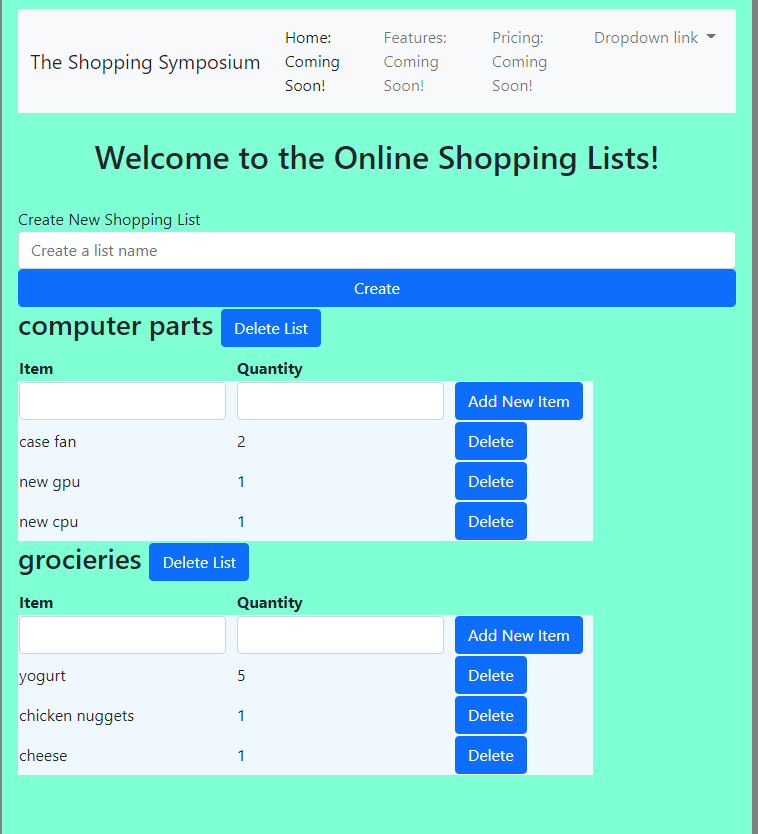 The Shopping Symposium
Home:
Coming
Soon!
Features:
Coming
Soon!
Pricing:
Coming
Soon!
Dropdown link
Welcome to the Online Shopping Lists!
Create New Shopping List
Create a list name
Create
computer parts Delete List
Item Quantity
Add New Item
case fan 2 Delete
new gpu 1 Delete
new cpu 1 Delete
grocieries Delete List
Item Quantity
Add New Item
yogurt 5 Delete
chicken nuggets 1 Delete
cheese 1 Delete